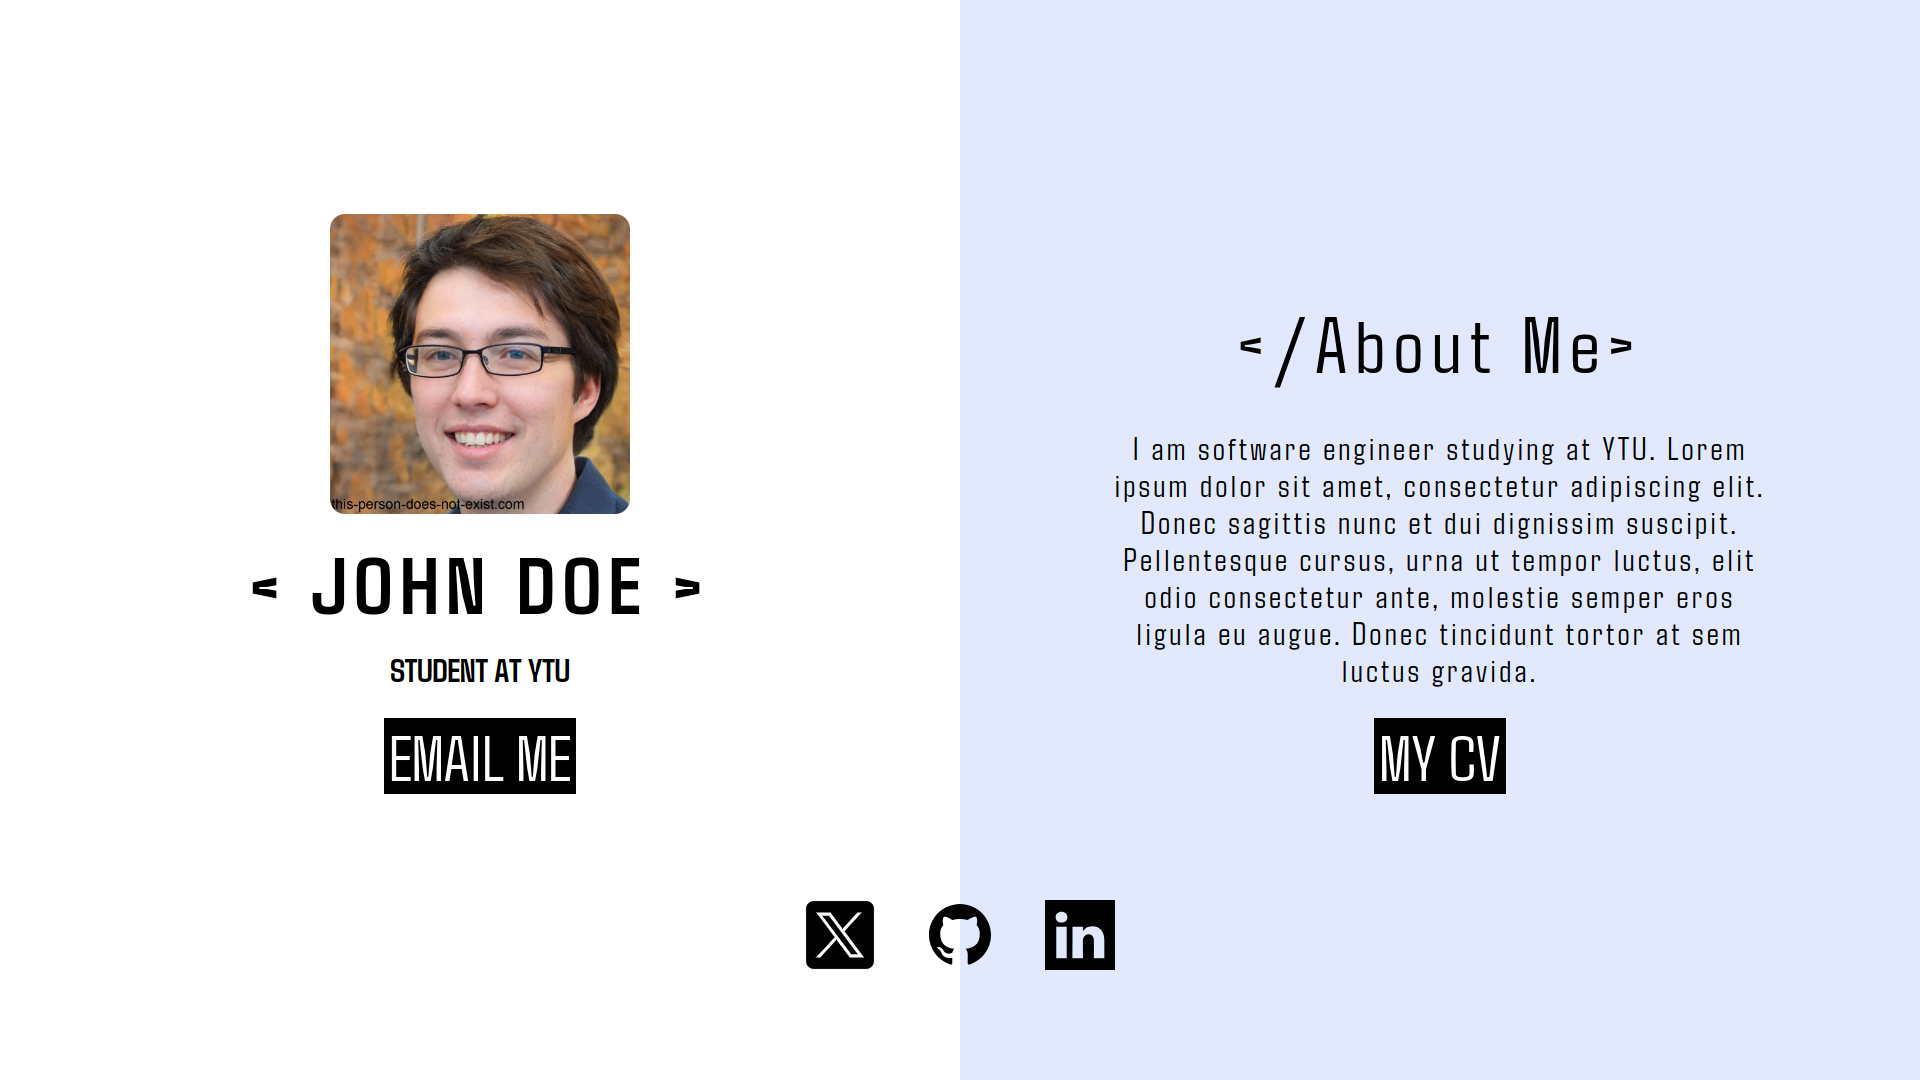 this-person-does-not-exist.com
< JOHN DOE >
STUDENT AT YTU
EMAIL ME
</About Me>
I am software engineer studying at YTU. Lorem
ipsum dolor sit amet, consectetur adipiscing elit.
Donec sagittis nunc et dui dignissim suscipit.
Pellentesque cursus, urna ut tempor luctus, elit
odio consectetur ante, molestie semper eros
ligula eu augue. Donec tincidunt tortor at sem
luctus gravida.
MY CV
X
in